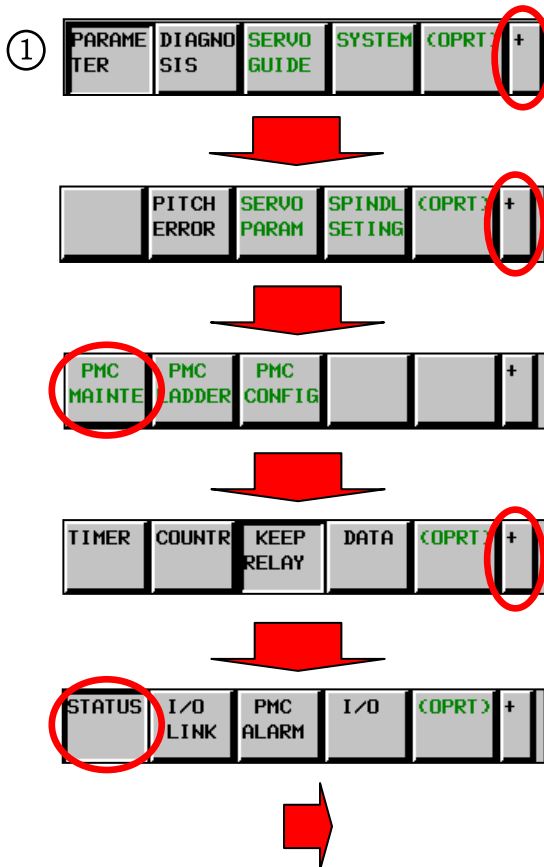 ①
PARAME DIAGNO SERVO SYSTEM (OPRT) +
TER SIS GUIDE
PITCH SERVO SPINDL (OPRT) +
ERROR PARAM SETING
PMC PMC PMC +
MAINTE LADDER CONFIG
TIMER COUNTR KEEP DATA (OPRT) +
RELAY
STATUS I/O PMC I/O (OPRT) +
LINK ALARM